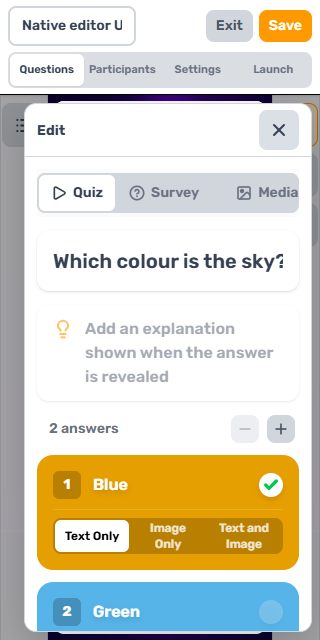 Native editor U
Exit
Save
Questions
Participants
Settings
Launch
Edit
Quiz
Survey
Media
Which colour is the sky?
Add an explanation
shown when the answer
is revealed
2 answers
1
Blue
Text Only
Image
Only
Text and
Image
2
Green